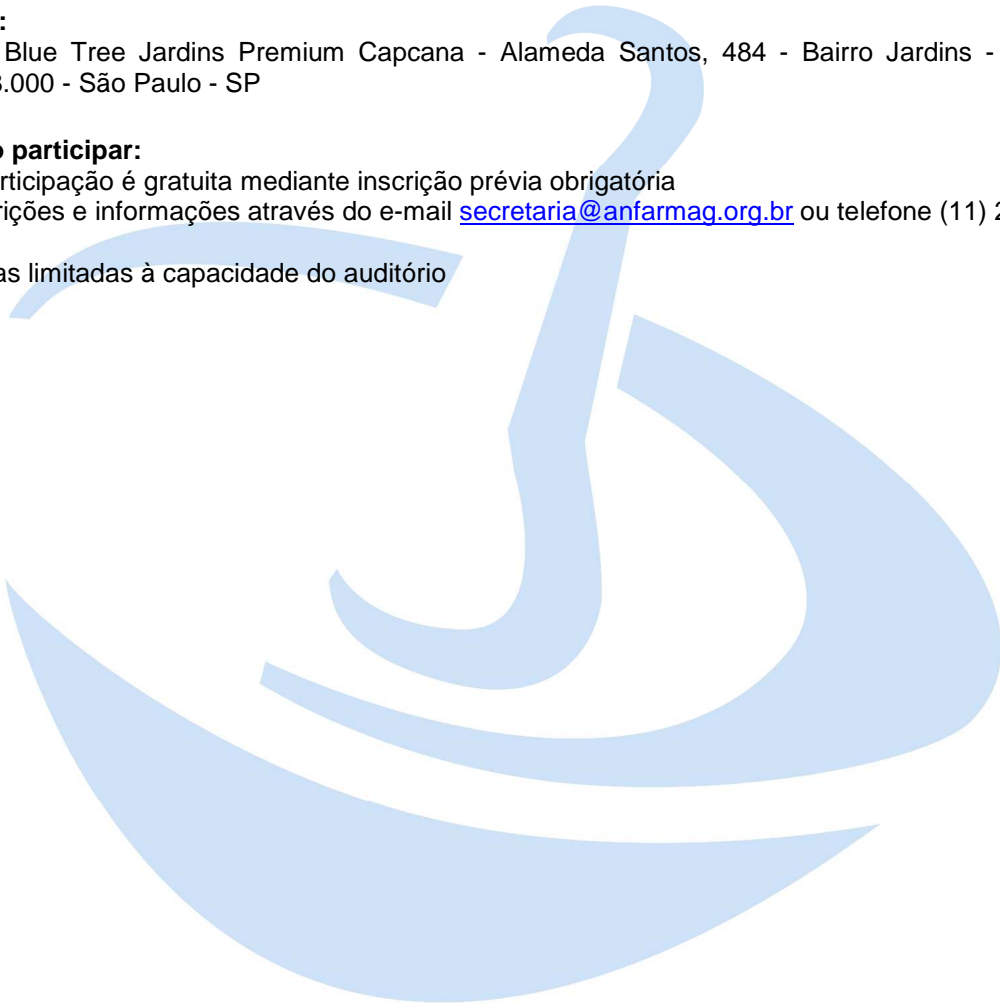 :
Blue Tree Jardins Premium Capcana - Alameda Santos, 484 - Bairro Jardins -
.000 - São Paulo - SP
participar:
articipação é gratuita mediante inscrição prévia obrigatória
rições e informações através do e-mail secretaria@anfarmag.org.br ou telefone (11) 2
as limitadas à capacidade do auditório